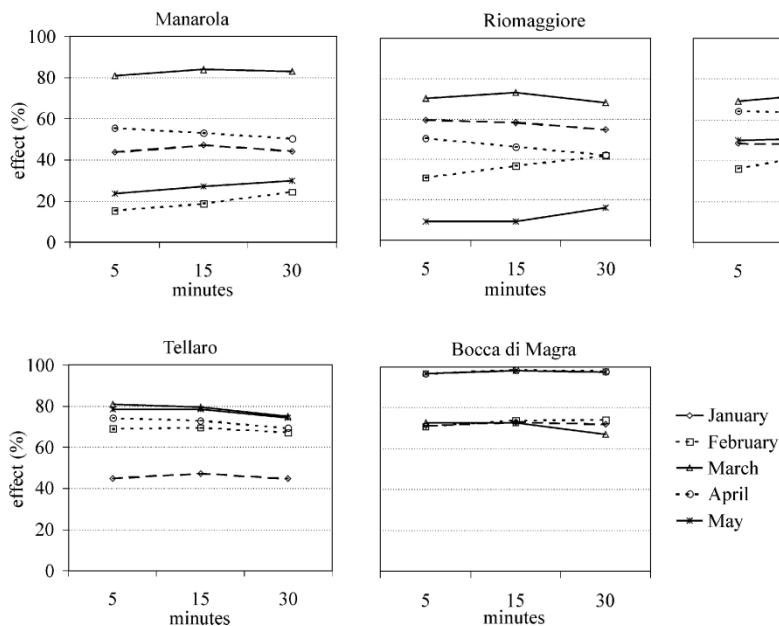 Manarola
Riomaggiore
100
80
60
40
20
0
effect (%)
5 15 30
minutes
5 15 30
minutes
5
Tellaro
Bocca di Magra
100
80
60
40
20
0
effect (%)
5 15 30
minutes
5 15 30
minutes
January
February
March
April
May